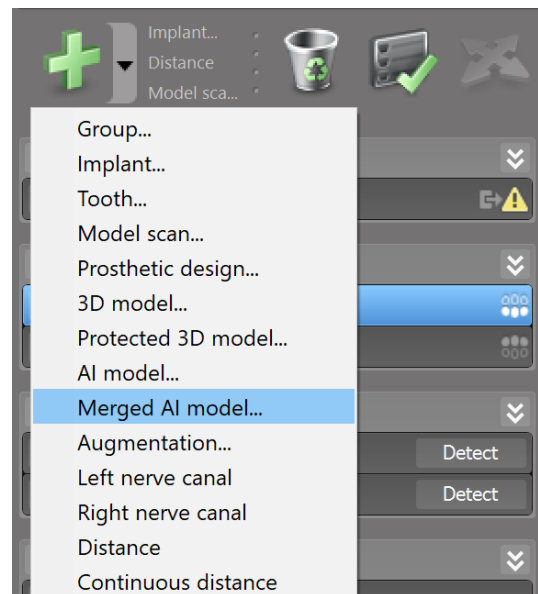 Implant...
Distance
Model sca...
Group...
Implant...
Tooth...
Model scan...
Prosthetic design...
3D model...
Protected 3D model...
AI model...
Merged AI model...
Augmentation...
Detect
Left nerve canal
Detect
Right nerve canal
Distance
Continuous distance